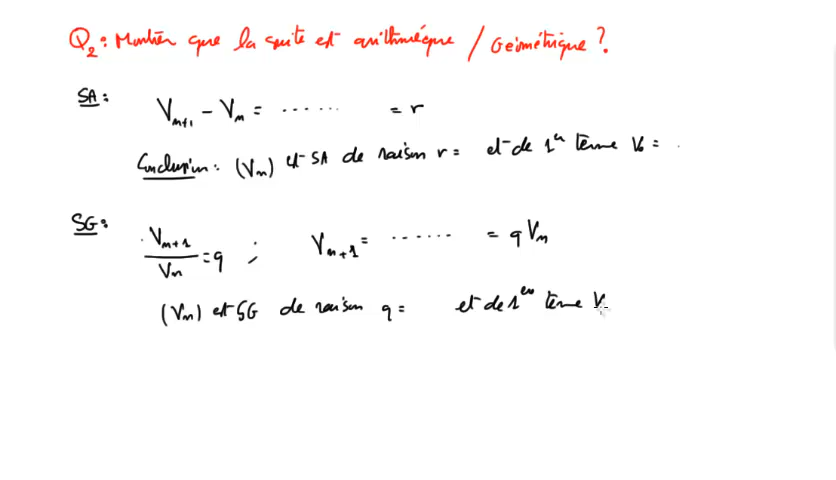 Q₂: Montrer que la suite est arithméique / Géométrique ?
SA:
Vₙ₊₁ - Vₙ = ........ = r
Conclusion: (Vₙ) est SA de raison r = et de 1er terme V₀ = .
SG:
Vₙ₊₁/Vₙ = q ; Vₙ₊₁ = ........ = q Vₙ
(Vₙ) est SG de raison q = et de 1er terme V